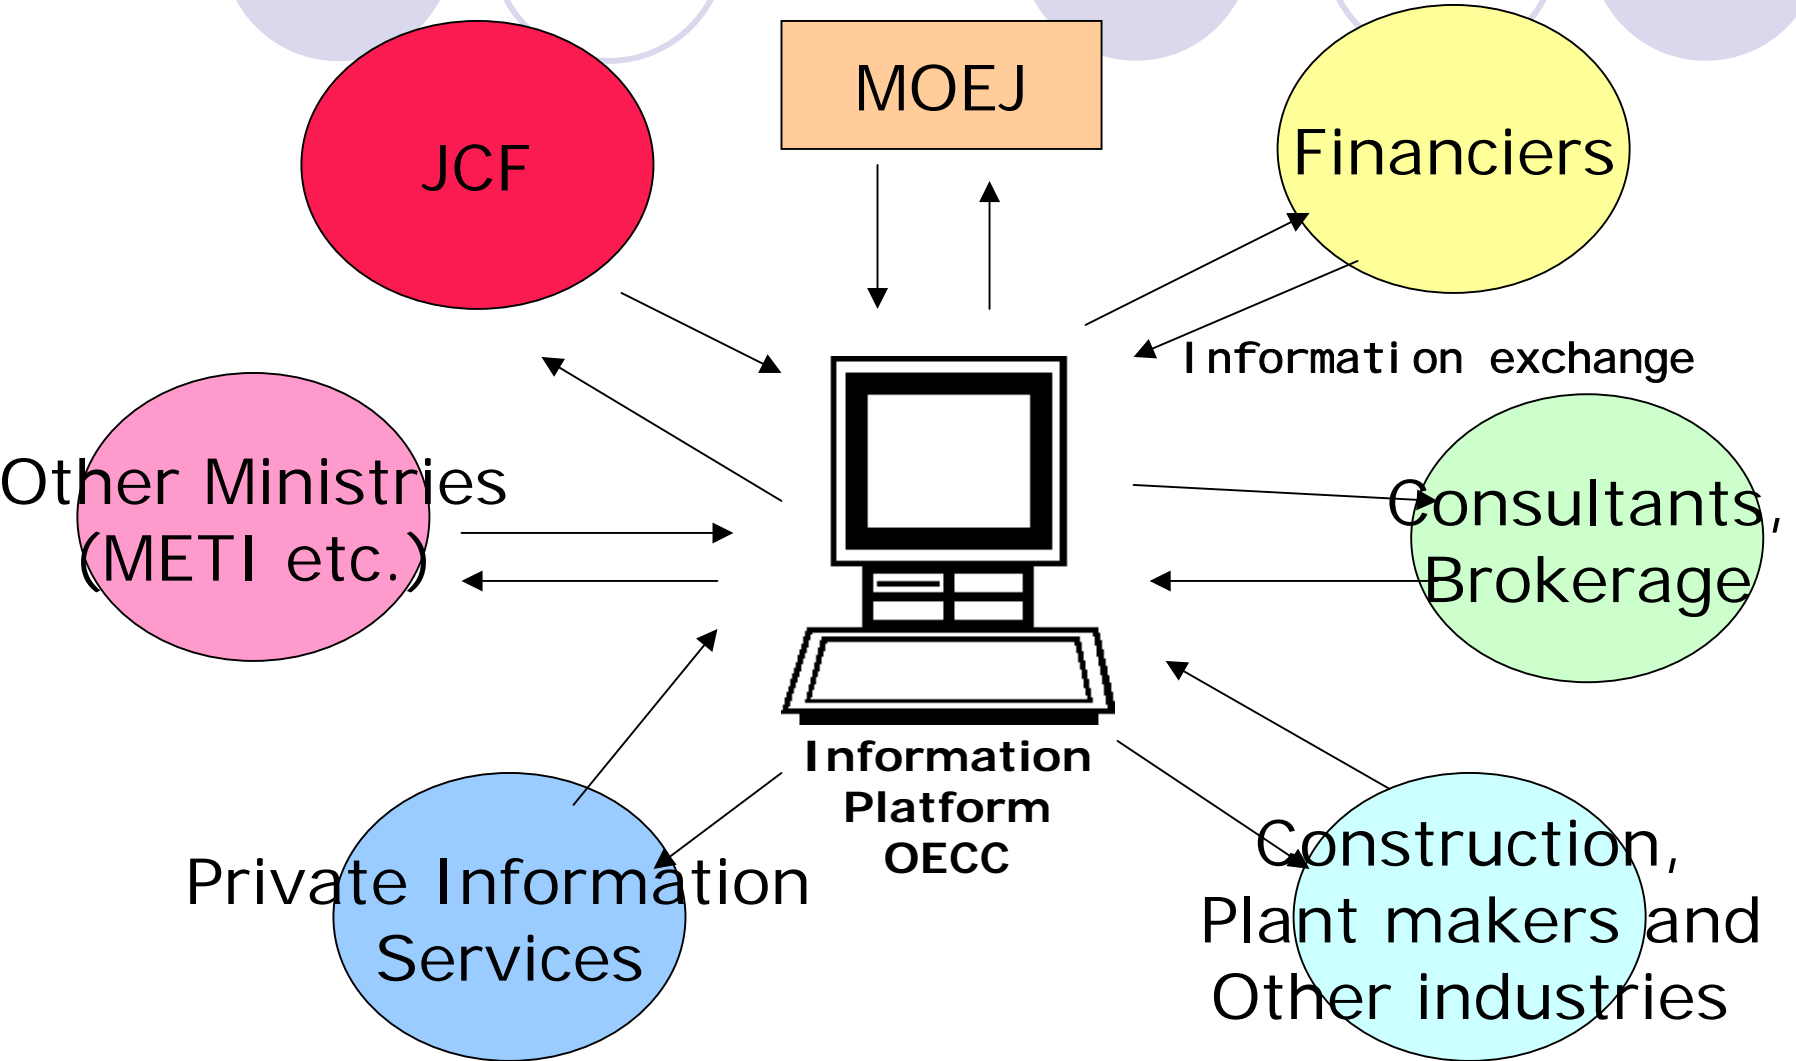 MOEJ
JCF
Financiers
Information exchange
Other Ministries
(METI etc.)
Consultants,
Brokerage
Information
Platform
OECC
Private Information
Services
Construction,
Plant makers and
Other industries